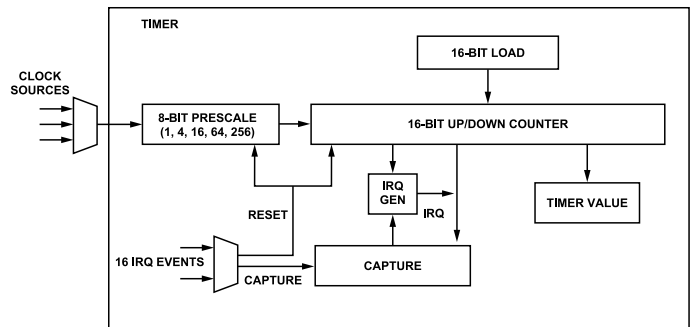 TIMER
16-BIT LOAD
CLOCK
SOURCES
8-BIT PRESCALE
(1, 4, 16, 64, 256)
16-BIT UP/DOWN COUNTER
IRQ
GEN
TIMER VALUE
RESET
IRQ
16 IRQ EVENTS
CAPTURE
CAPTURE